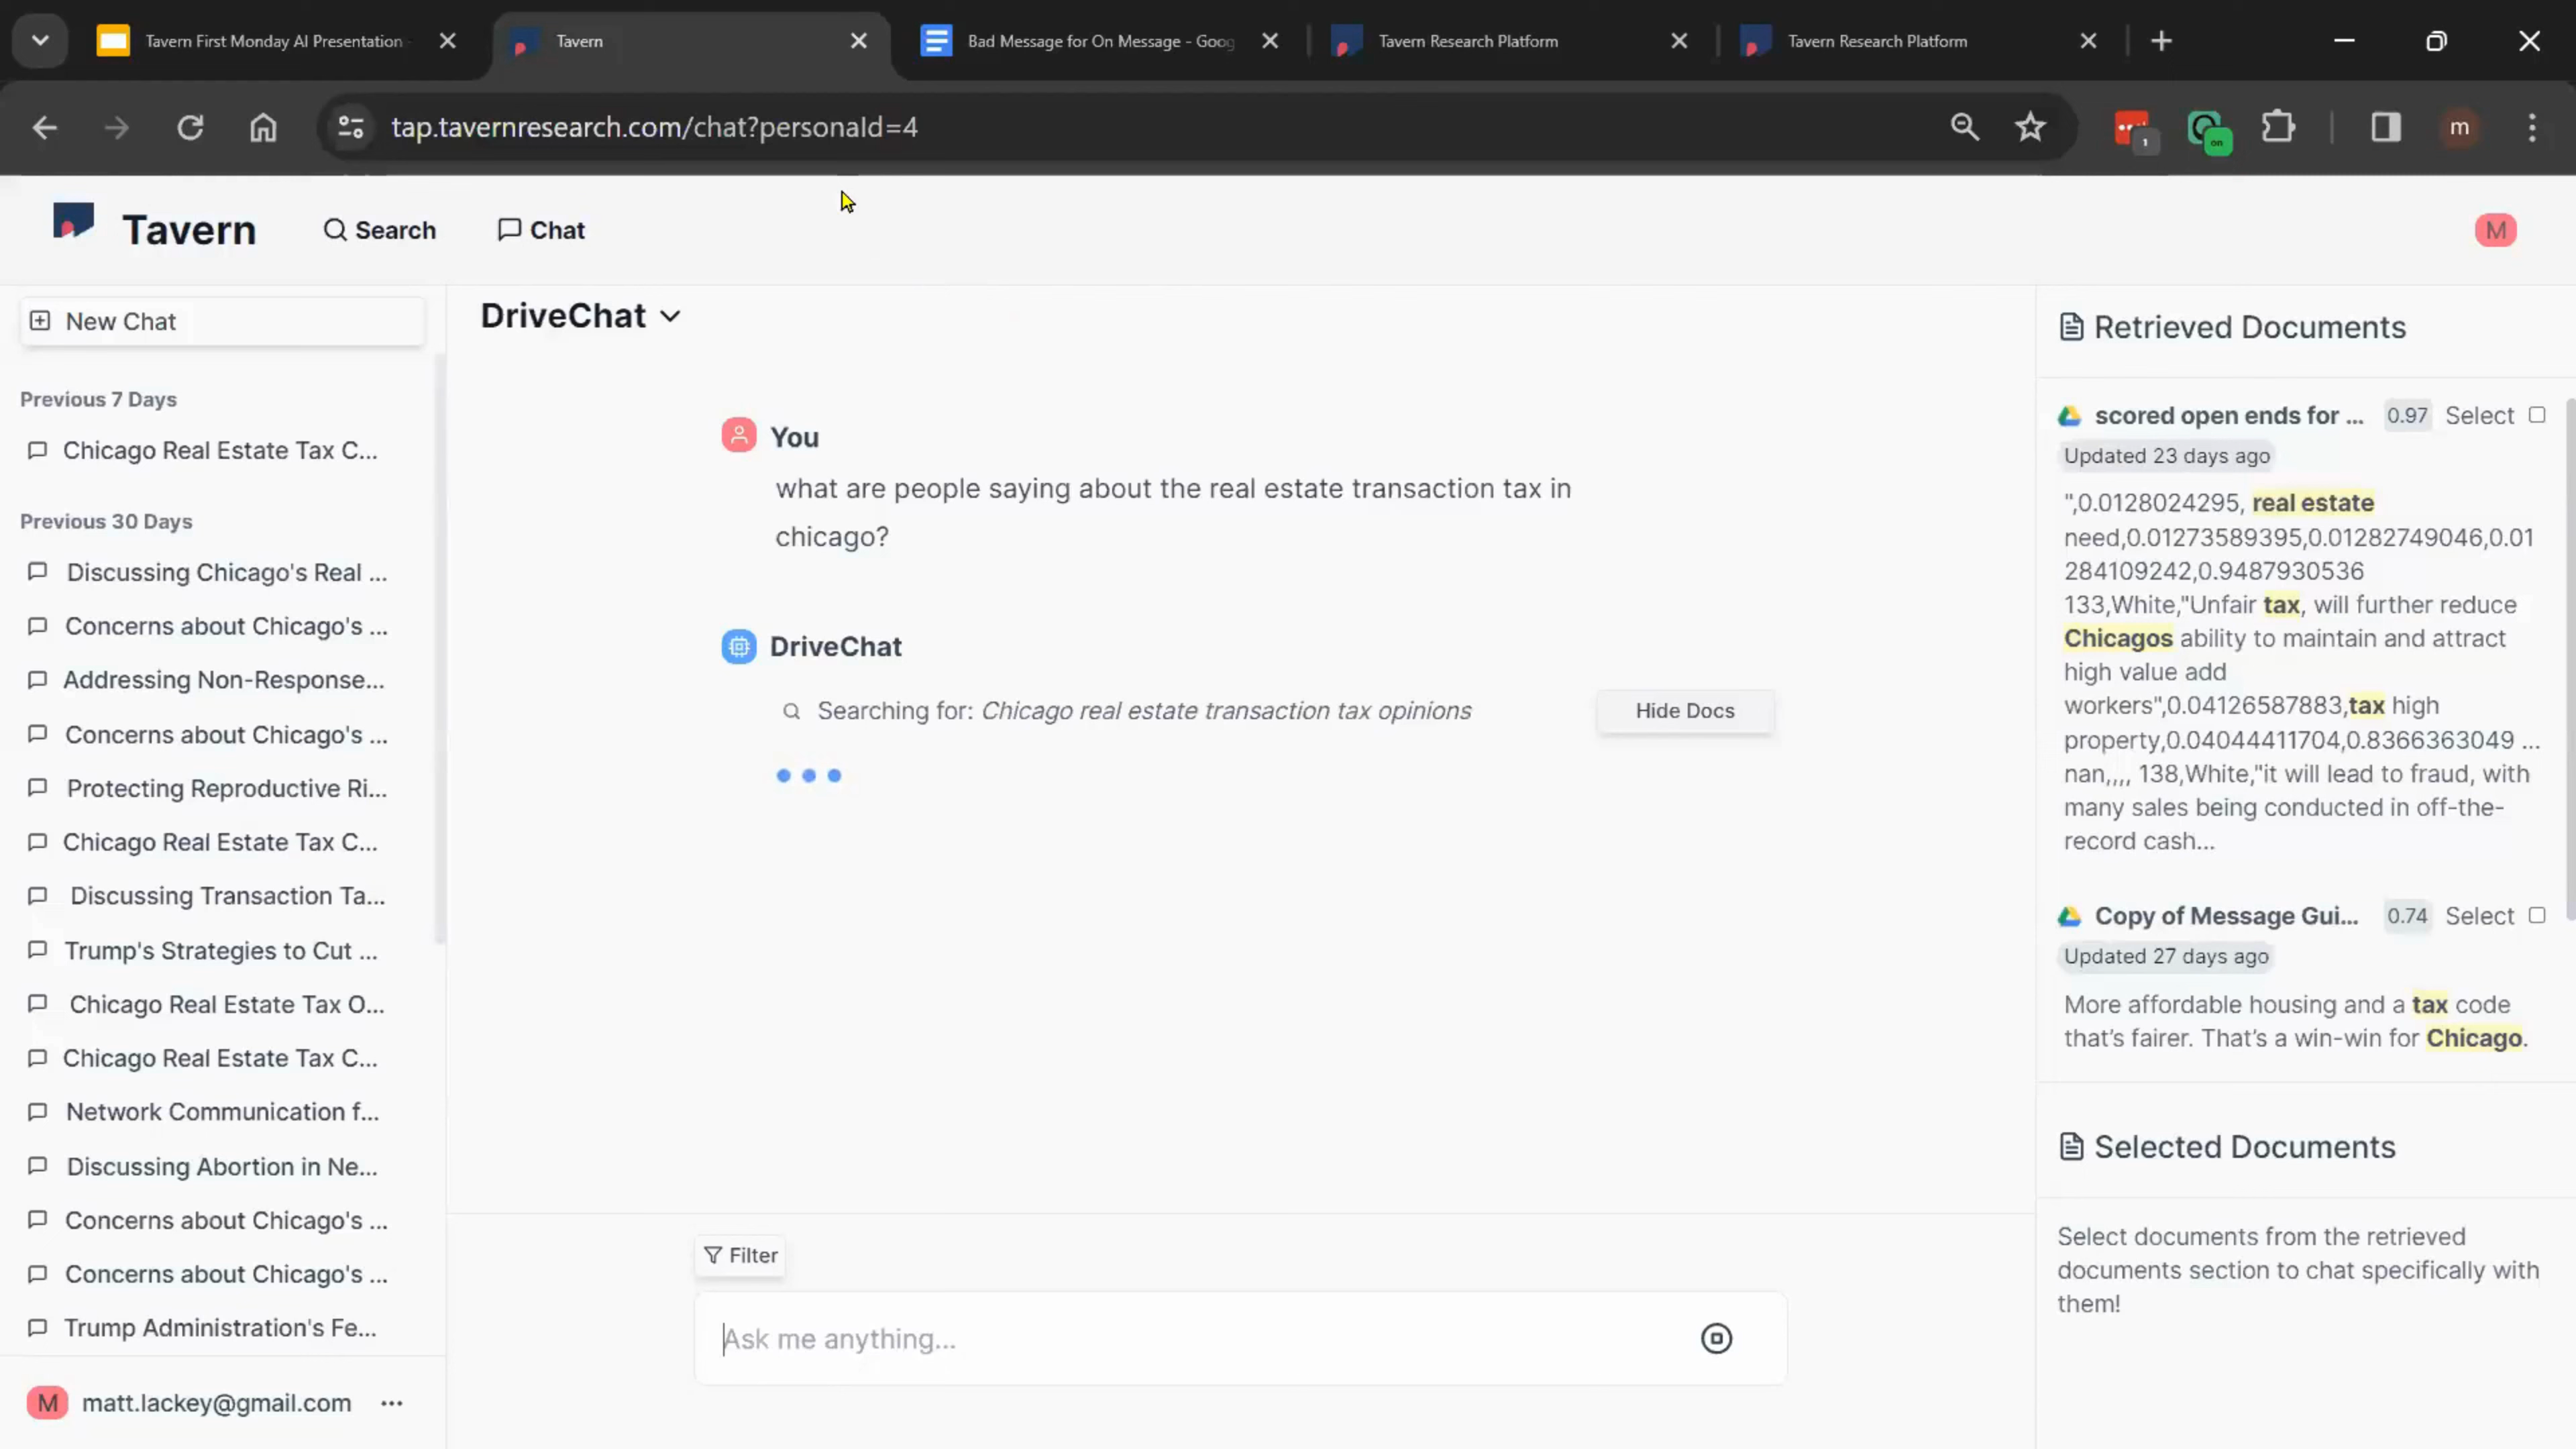 Tavern First Monday AI Presentation
Tavern
Bad Message for On Message - Goog
Tavern Research Platform
Tavern Research Platform
tap.tavernresearch.com/chat?personaId=4
1
on
m
Tavern
Search
Chat
M
New Chat
Previous 7 Days
Chicago Real Estate Tax C...
Previous 30 Days
Discussing Chicago's Real ...
Concerns about Chicago's ...
Addressing Non-Response...
Concerns about Chicago's ...
Protecting Reproductive Ri...
Chicago Real Estate Tax C...
Discussing Transaction Ta...
Trump's Strategies to Cut ...
Chicago Real Estate Tax O...
Chicago Real Estate Tax C...
Network Communication f...
Discussing Abortion in Ne...
Concerns about Chicago's ...
Concerns about Chicago's ...
Trump Administration's Fe...
M matt.lackey@gmail.com ...
DriveChat
You
what are people saying about the real estate transaction tax in
chicago?
DriveChat
Searching for: Chicago real estate transaction tax opinions
Hide Docs
Filter
Ask me anything...
Retrieved Documents
scored open ends for ... 0.97 Select
Updated 23 days ago
",0.0128024295, real estate
need,0.01273589395,0.01282749046,0.01
284109242,0.9487930536
133,White,"Unfair tax, will further reduce
Chicagos ability to maintain and attract
high value add
workers",0.04126587883,tax high
property,0.04044411704,0.8366363049 ...
nan,,,, 138,White,"it will lead to fraud, with
many sales being conducted in off-the-
record cash...
Copy of Message Gui... 0.74 Select
Updated 27 days ago
More affordable housing and a tax code
that's fairer. That's a win-win for Chicago.
Selected Documents
Select documents from the retrieved
documents section to chat specifically with
them!